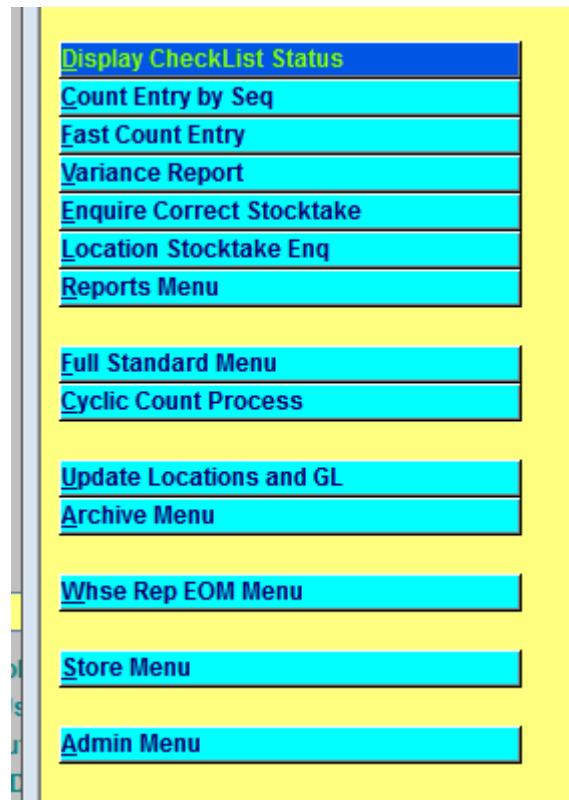 Display CheckList Status
Count Entry by Seq
Fast Count Entry
Variance Report
Enquire Correct Stocktake
Location Stocktake Enq
Reports Menu
Full Standard Menu
Cyclic Count Process
Update Locations and GL
Archive Menu
Whse Rep EOM Menu
Store Menu
Admin Menu